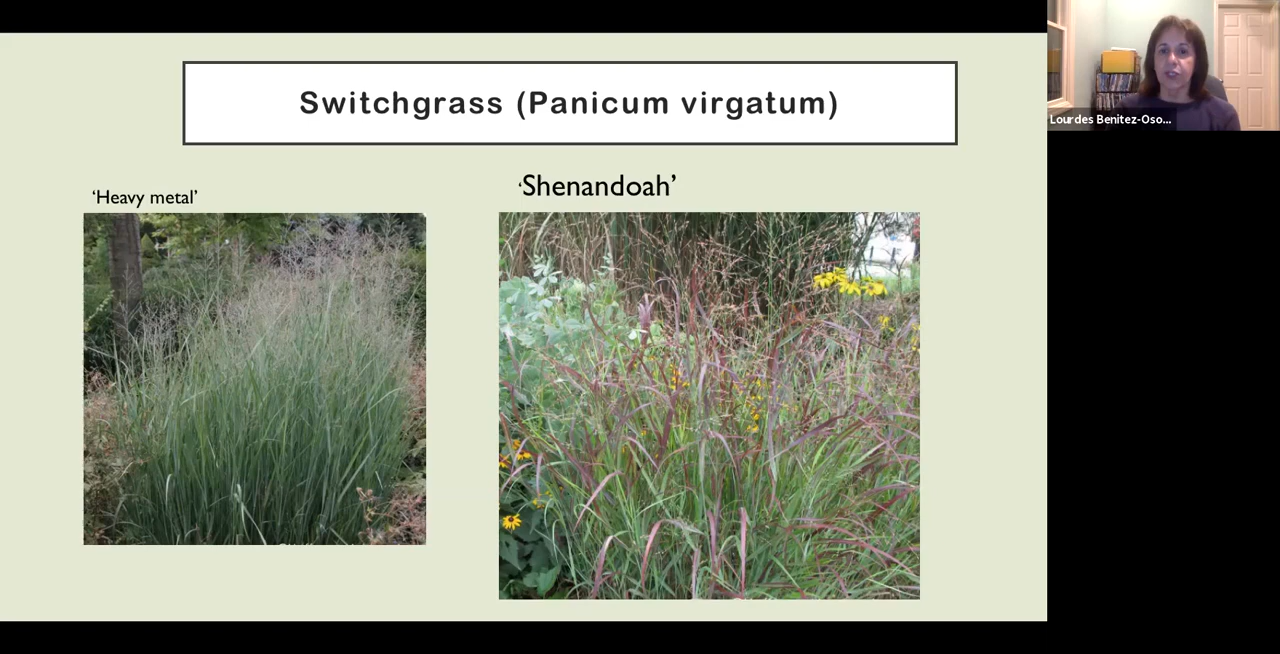 Switchgrass (Panicum virgatum)
‘Heavy metal’
‘Shenandoah’
Lourdes Benitez-Oso...